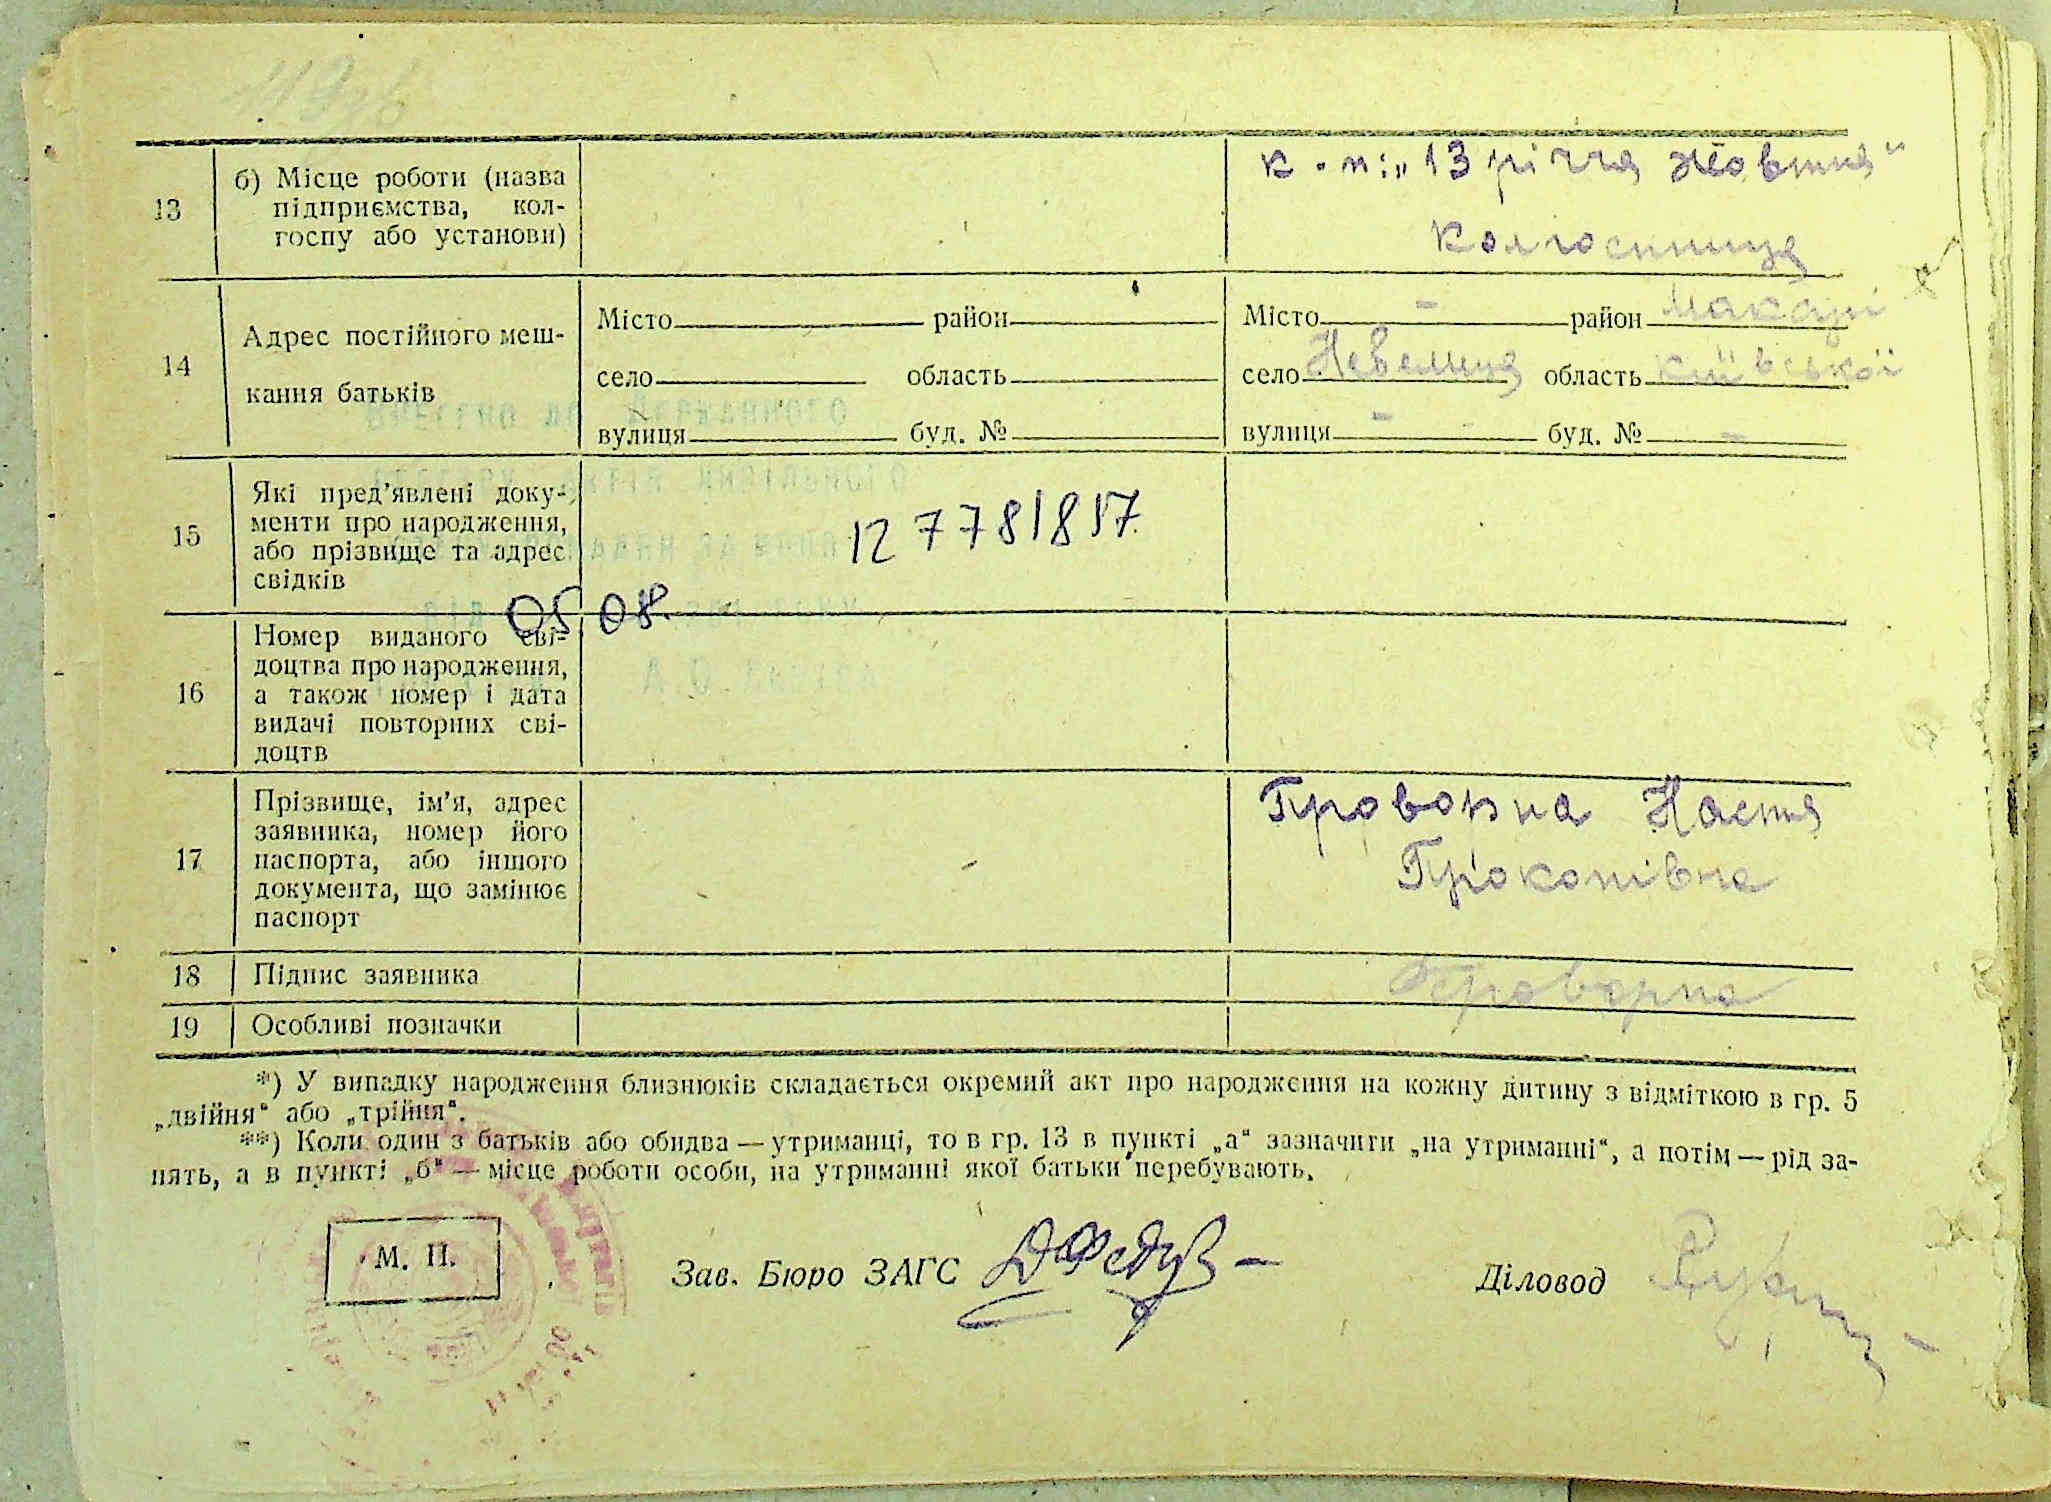 13
б) Місце роботи (назва
підприємства, кол-
госпу або установи)
к-п: „13 річчя Жовтня“
колгоспниця
14
Адрес постійного меш-
кання батьків
Місто район
село область
вулиця буд. №
Місто - район Макарі
село Небелиця область київської
вулиця - буд. № -
15
Які пред’явлені доку-
менти про народження,
або прізвище та адрес
свідків
127781817
05 08.
16
Номер виданого сві-
доцтва про народження,
а також номер і дата
видачі повторних сві-
доцтв
17
Прізвище, ім’я, адрес
заявника, номер його
паспорта, або іншого
документа, що замінює
паспорт
Проворна Настя
Прокопівна
18 Підпис заявника
Проворна
19 Особливі позначки
*) У випадку народження близнюків складається окремий акт про народження на кожну дитину з відміткою в гр. 5
„двійня“ або „трійня“.
**) Коли один з батьків або обидва — утриманці, то в гр. 13 в пункті „а“ зазначити „на утриманні“, а потім — рід за-
нять, а в пункті „б“ — місце роботи особи, на утриманні якої батьки перебувають.
М. П.
Зав. Бюро ЗАГС
Діловод